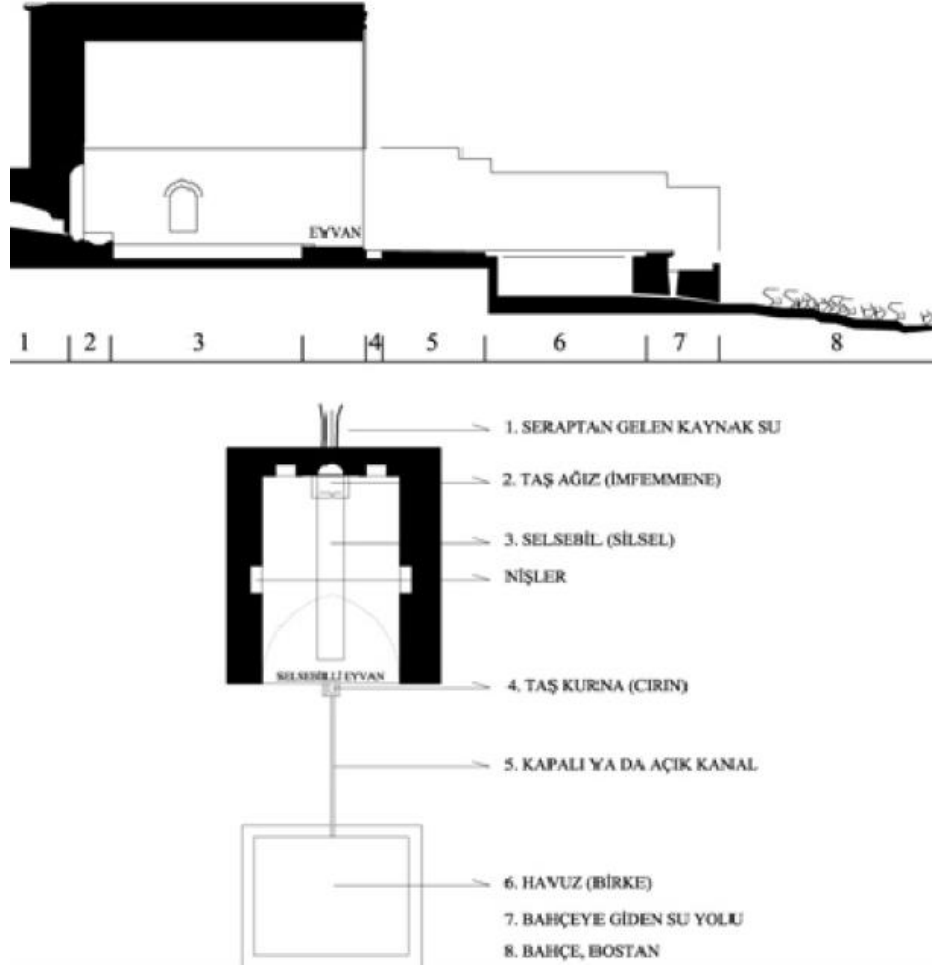 EYVAN
1 2 3 4 5 6 7 8
1. SERAPTAN GELEN KAYNAK SU
2. TAŞ AĞIZ (İMFEMMENE)
3. SELSEBİL (SİLSEL)
NİŞLER
SELSEBİLLİ EYVAN
4. TAŞ KURNA (CIRIN)
5. KAPALI YA DA AÇIK KANAL
6. HAVUZ (BİRKE)
7. BAHÇEYE GİDEN SU YOLU
8. BAHÇE, BOSTAN